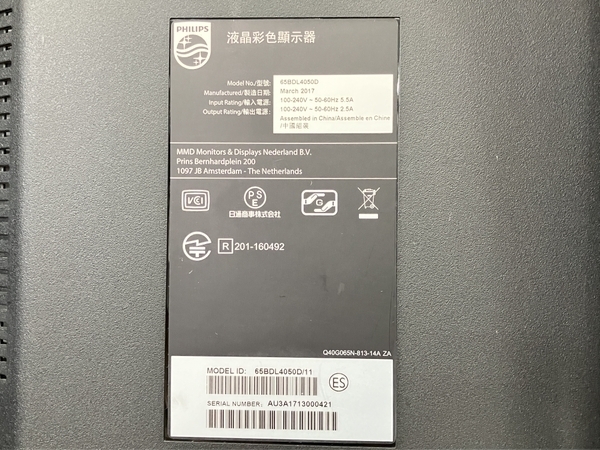 PHILIPS
液晶彩色顯示器
Model No./型號: 65BDL4050D
Manufactured/製造日期: March 2017
Input Rating/輸入電源: 100-240V ~ 50-60Hz 5.5A
Output Rating/輸出電源: 100-240V ~ 50-60Hz 2.5A
Assembled in China/Assemblé en Chine
/中國組裝
MMD Monitors & Displays Nederland B.V.
Prins Bernhardplein 200
1097 JB Amsterdam - The Netherlands
VCI
PS
E
G
日通商事株式会社
R 201-160492
Q40G065N-813-14A ZA
MODEL ID: 65BDL4050D/11
ES
SERIAL NUMBER: AU3A1713000421